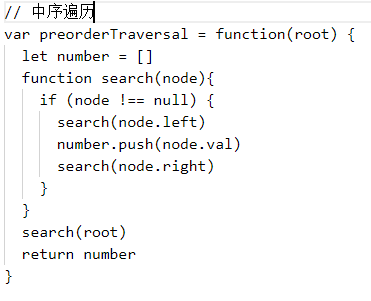 // 中序遍历
var preorderTraversal = function(root) {
  let number = []
  function search(node){
    if (node !== null) {
      search(node.left)
      number.push(node.val)
      search(node.right)
    }
  }
  search(root)
  return number
}